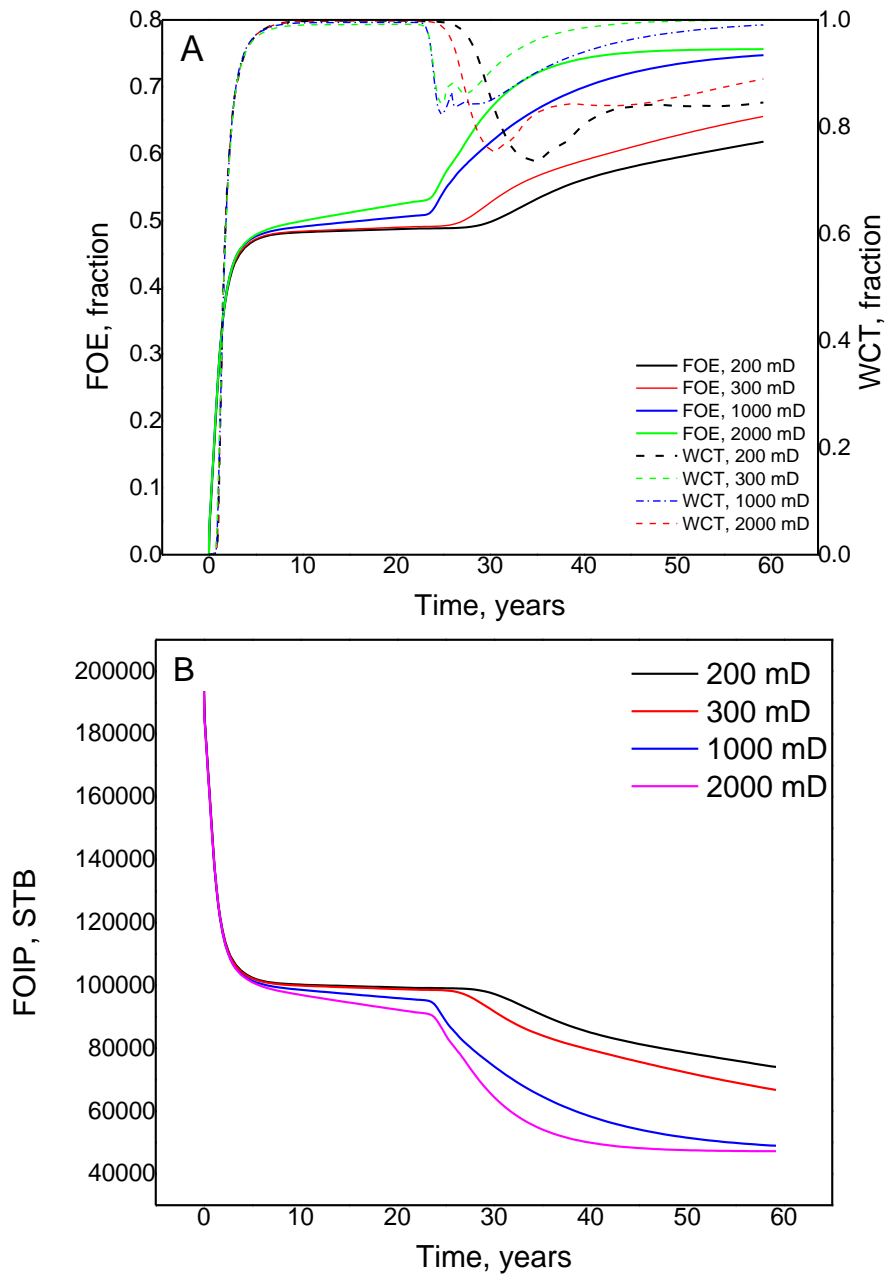 A
0.8
0.7
0.6
0.5
0.4
0.3
0.2
0.1
0.0
FOE, fraction
1.0
0.8
0.6
0.4
0.2
0.0
WCT, fraction
FOE, 200 mD
FOE, 300 mD
FOE, 1000 mD
FOE, 2000 mD
WCT, 200 mD
WCT, 300 mD
WCT, 1000 mD
WCT, 2000 mD
0 10 20 30 40 50 60
Time, years
B
200000
180000
160000
140000
120000
100000
80000
60000
40000
FOIP, STB
200 mD
300 mD
1000 mD
2000 mD
0 10 20 30 40 50 60
Time, years